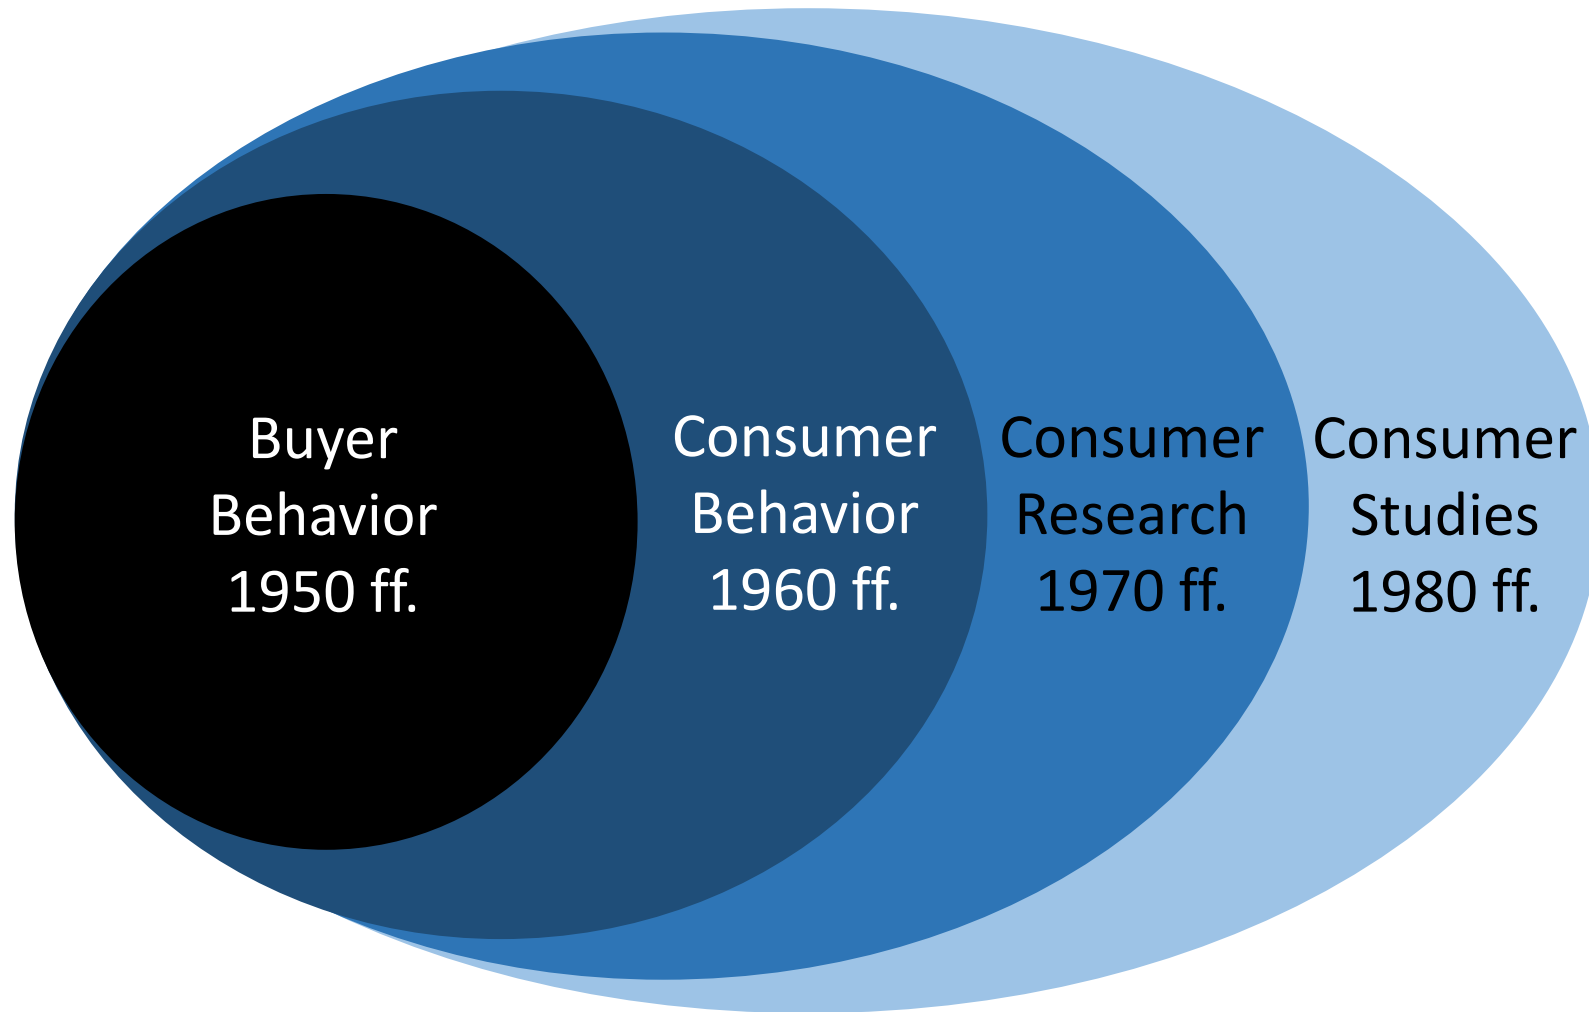 Buyer
Behavior
1950 ff.
Consumer
Behavior
1960 ff.
Consumer
Research
1970 ff.
Consumer
Studies
1980 ff.